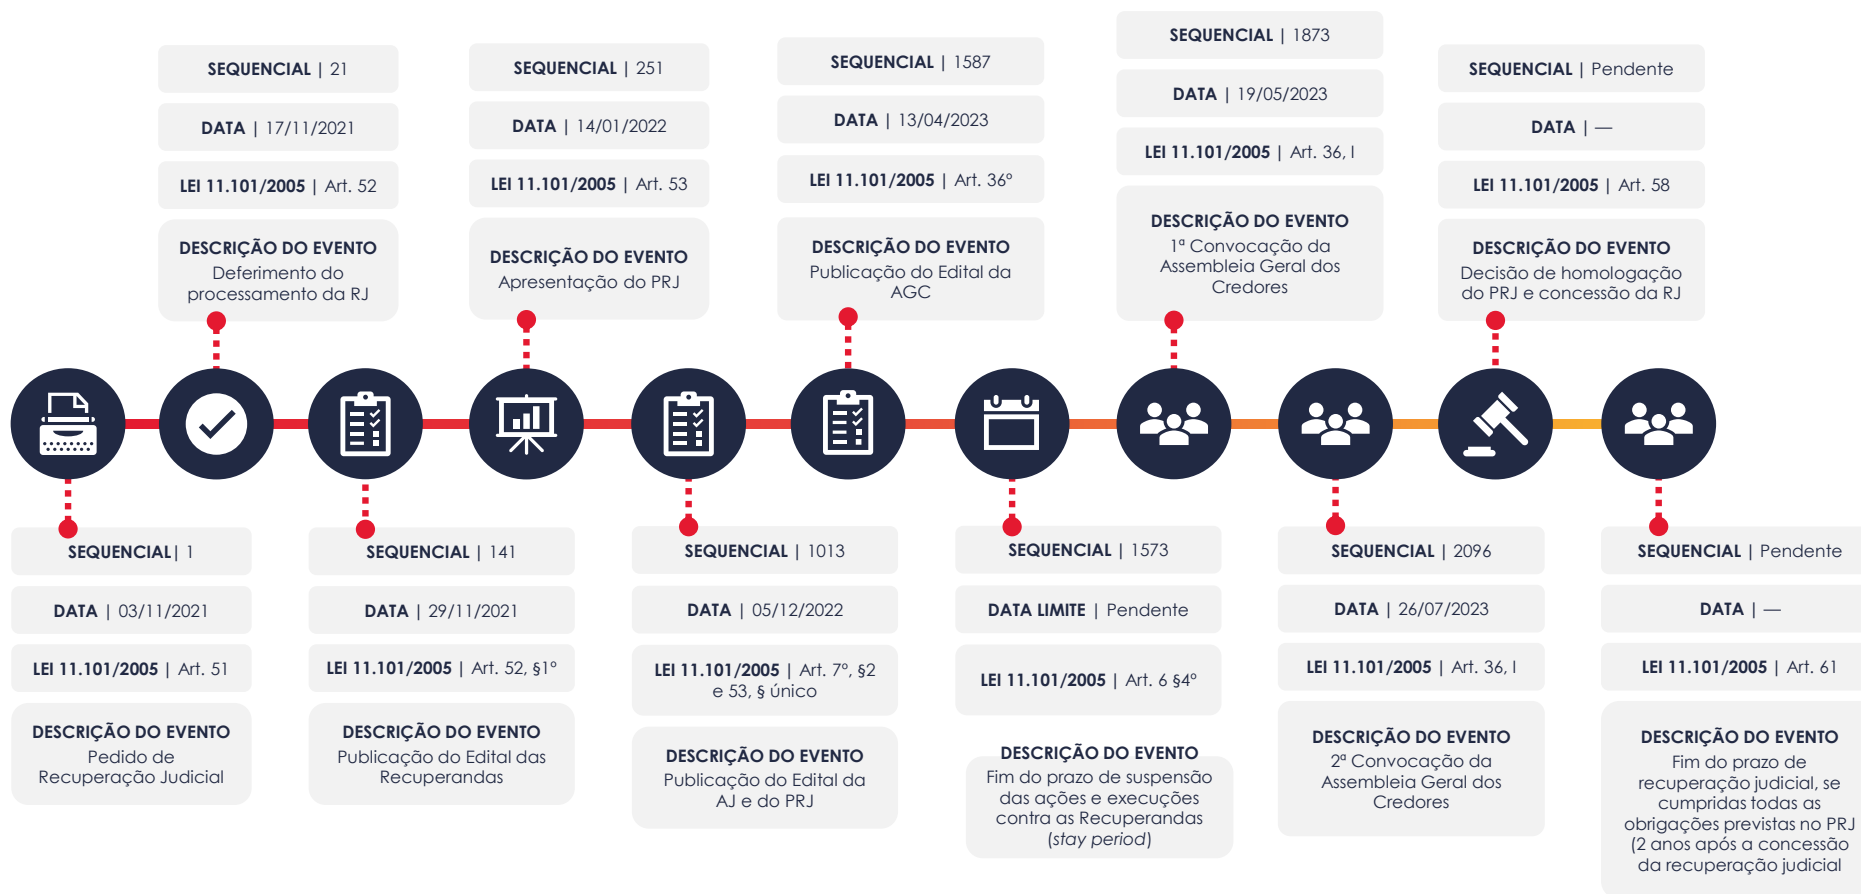 SEQUENCIAL | 21
DATA | 17/11/2021
LEI 11.101/2005 | Art. 52
DESCRIÇÃO DO EVENTO
Deferimento do
processamento da RJ
SEQUENCIAL | 251
DATA | 14/01/2022
LEI 11.101/2005 | Art. 53
DESCRIÇÃO DO EVENTO
Apresentação do PRJ
SEQUENCIAL | 1587
DATA | 13/04/2023
LEI 11.101/2005 | Art. 36º
DESCRIÇÃO DO EVENTO
Publicação do Edital da
AGC
SEQUENCIAL | 1873
DATA | 19/05/2023
LEI 11.101/2005 | Art. 36, I
DESCRIÇÃO DO EVENTO
1ª Convocação da
Assembleia Geral dos
Credores
SEQUENCIAL | Pendente
DATA | —
LEI 11.101/2005 | Art. 58
DESCRIÇÃO DO EVENTO
Decisão de homologação
do PRJ e concessão da RJ
SEQUENCIAL| 1
DATA | 03/11/2021
LEI 11.101/2005 | Art. 51
DESCRIÇÃO DO EVENTO
Pedido de
Recuperação Judicial
SEQUENCIAL | 141
DATA | 29/11/2021
LEI 11.101/2005 | Art. 52, §1º
DESCRIÇÃO DO EVENTO
Publicação do Edital das
Recuperandas
SEQUENCIAL | 1013
DATA | 05/12/2022
LEI 11.101/2005 | Art. 7º, §2
e 53, § único
DESCRIÇÃO DO EVENTO
Publicação do Edital da
AJ e do PRJ
SEQUENCIAL | 1573
DATA LIMITE | Pendente
LEI 11.101/2005 | Art. 6 §4º
DESCRIÇÃO DO EVENTO
Fim do prazo de suspensão
das ações e execuções
contra as Recuperandas
(stay period)
SEQUENCIAL | 2096
DATA | 26/07/2023
LEI 11.101/2005 | Art. 36, I
DESCRIÇÃO DO EVENTO
2ª Convocação da
Assembleia Geral dos
Credores
SEQUENCIAL | Pendente
DATA | —
LEI 11.101/2005 | Art. 61
DESCRIÇÃO DO EVENTO
Fim do prazo de
recuperação judicial, se
cumpridas todas as
obrigações previstas no PRJ
(2 anos após a concessão
da recuperação judicial